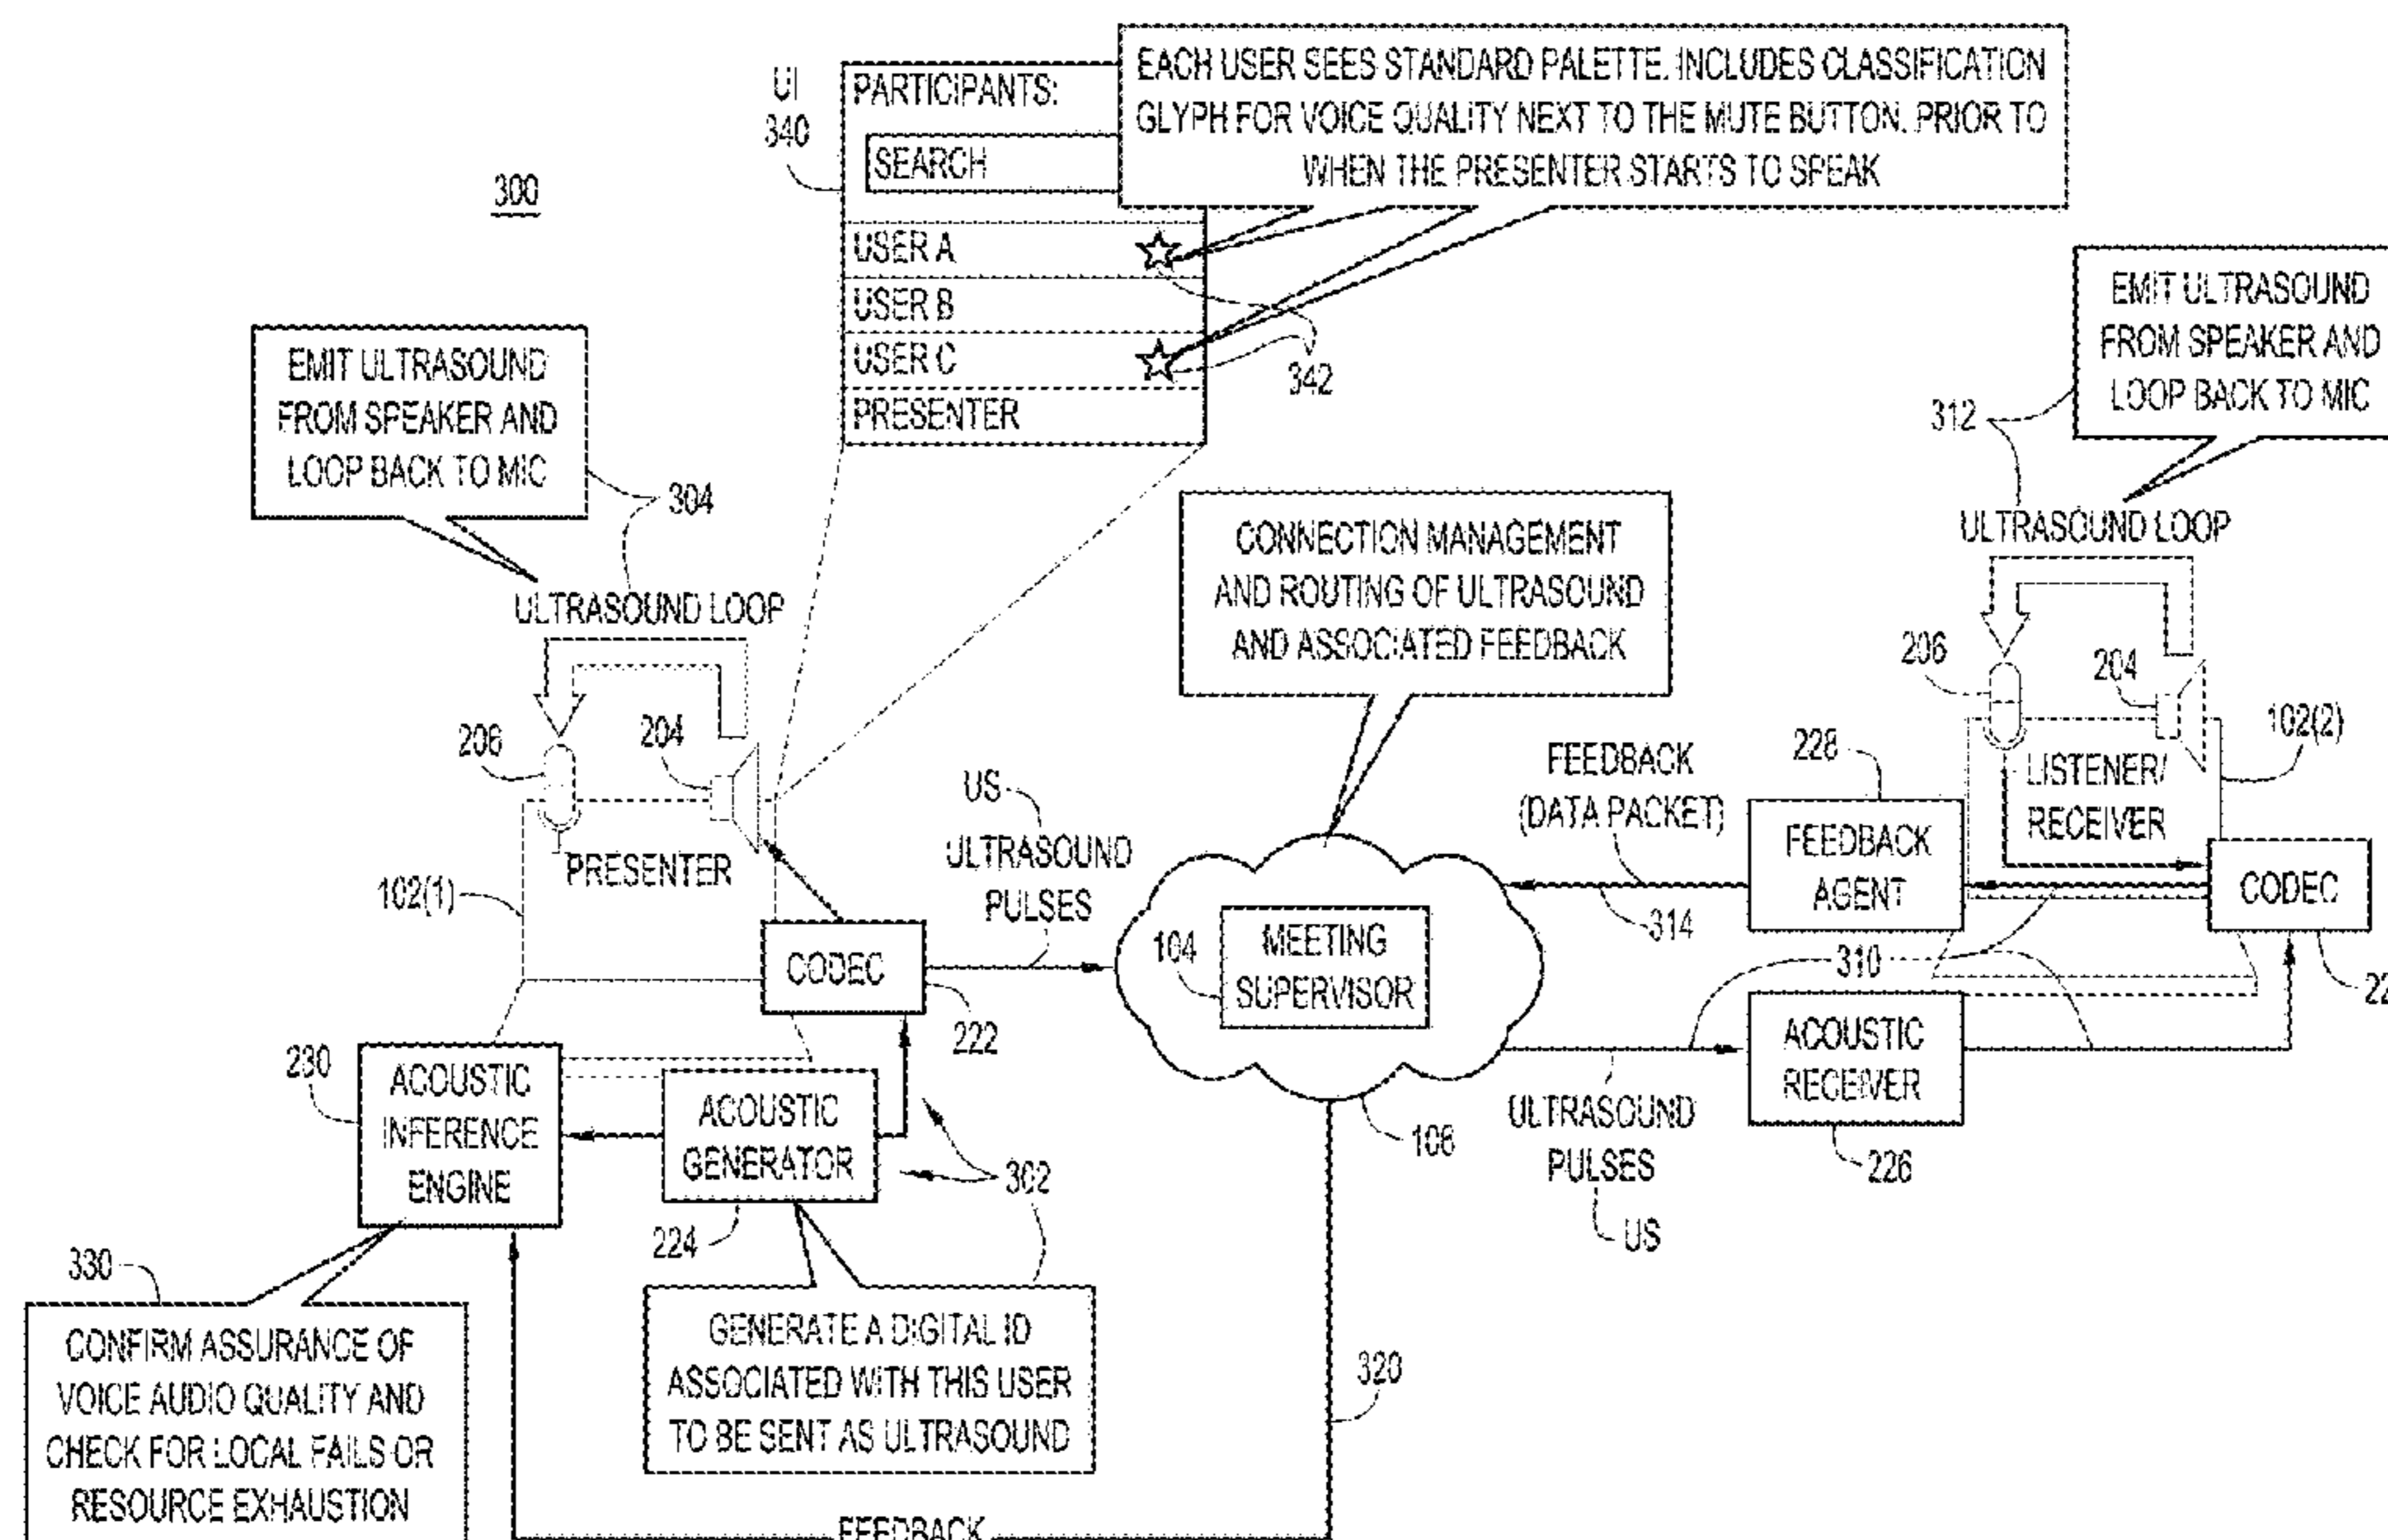 300
UI
340
PARTICIPANTS:
SEARCH
USER A
USER B
USER C
PRESENTER
342
EACH USER SEES STANDARD PALETTE. INCLUDES CLASSIFICATION
GLYPH FOR VOICE QUALITY NEXT TO THE MUTE BUTTON. PRIOR TO
WHEN THE PRESENTER STARTS TO SPEAK
EMIT ULTRASOUND
FROM SPEAKER AND
LOOP BACK TO MIC
304
ULTRASOUND LOOP
206
204
PRESENTER
102(1)
CODEC
222
US
ULTRASOUND
PULSES
CONNECTION MANAGEMENT
AND ROUTING OF ULTRASOUND
AND ASSOCIATED FEEDBACK
104
MEETING
SUPERVISOR
106
EMIT ULTRASOUND
FROM SPEAKER AND
LOOP BACK TO MIC
312
ULTRASOUND LOOP
206
204
102(2)
LISTENER/
RECEIVER
FEEDBACK
(DATA PACKET)
228
FEEDBACK
AGENT
314
CODEC
310
ACOUSTIC
RECEIVER
226
ULTRASOUND
PULSES
US
230
ACOUSTIC
INFERENCE
ENGINE
ACOUSTIC
GENERATOR
224
302
330
CONFIRM ASSURANCE OF
VOICE AUDIO QUALITY AND
CHECK FOR LOCAL FAILS OR
RESOURCE EXHAUSTION
GENERATE A DIGITAL ID
ASSOCIATED WITH THIS USER
TO BE SENT AS ULTRASOUND
320
FEEDBACK